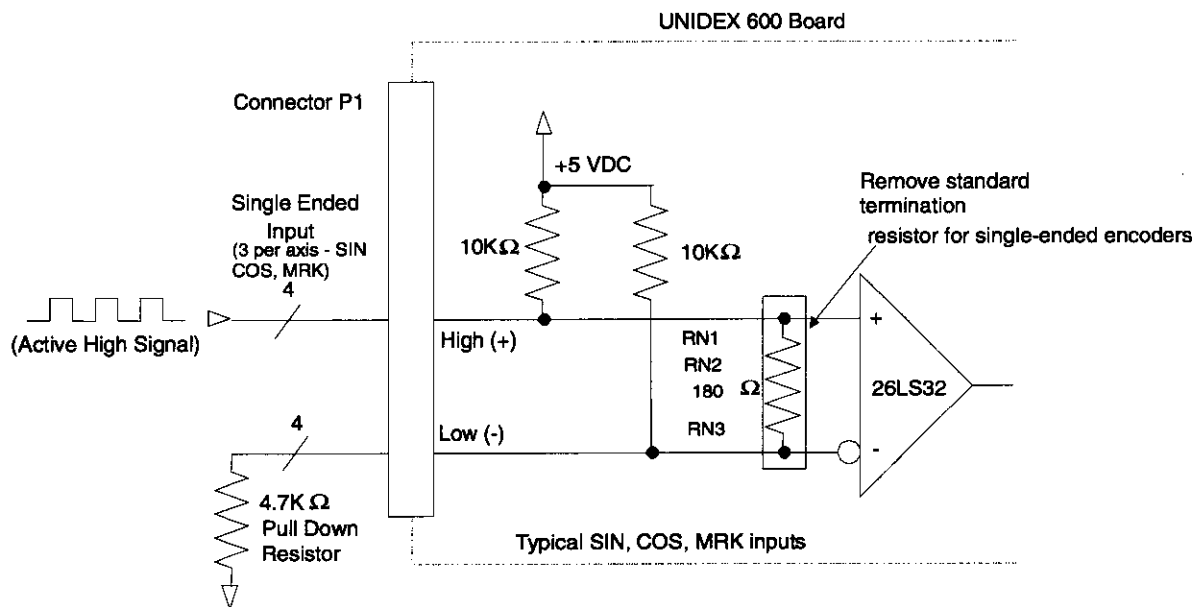 UNIDEX 600 Board
Connector P1
+5 VDC
Remove standard
termination
resistor for single-ended encoders
Single Ended
Input
(3 per axis - SIN
COS, MRK)
10KΩ
10KΩ
4
(Active High Signal)
High (+)
RN1
RN2
180 Ω
RN3
+
26LS32
-
4
Low (-)
4.7K Ω
Pull Down
Resistor
Typical SIN, COS, MRK inputs